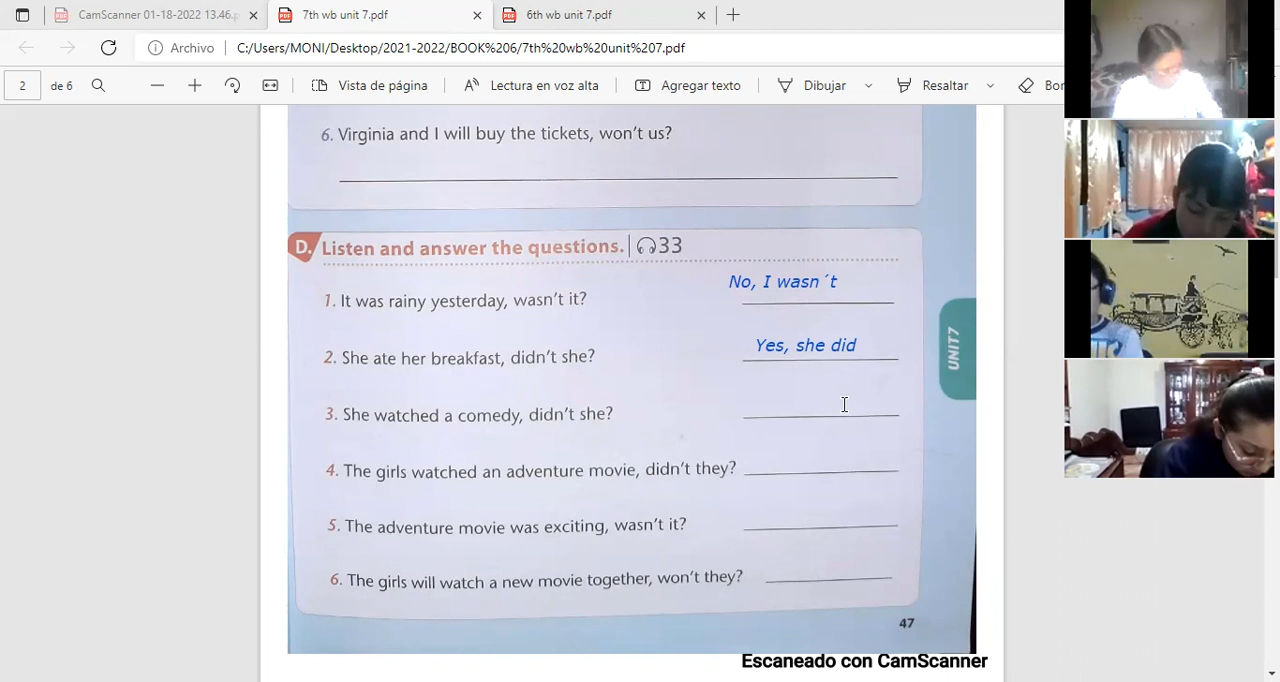 CamScanner 01-18-2022 13.46.p
7th wb unit 7.pdf
6th wb unit 7.pdf
Archivo
C:/Users/MONI/Desktop/2021-2022/BOOK%206/7th%20wb%20unit%207.pdf
2 de 6
Vista de página
Lectura en voz alta
Agregar texto
Dibujar
Resaltar
Bor
6. Virginia and I will buy the tickets, won't us?
D. Listen and answer the questions. 33
1. It was rainy yesterday, wasn't it? No, I wasn´t
2. She ate her breakfast, didn't she? Yes, she did
3. She watched a comedy, didn't she?
4. The girls watched an adventure movie, didn't they?
5. The adventure movie was exciting, wasn't it?
6. The girls will watch a new movie together, won't they?
UNIT7
47
Escaneado con CamScanner